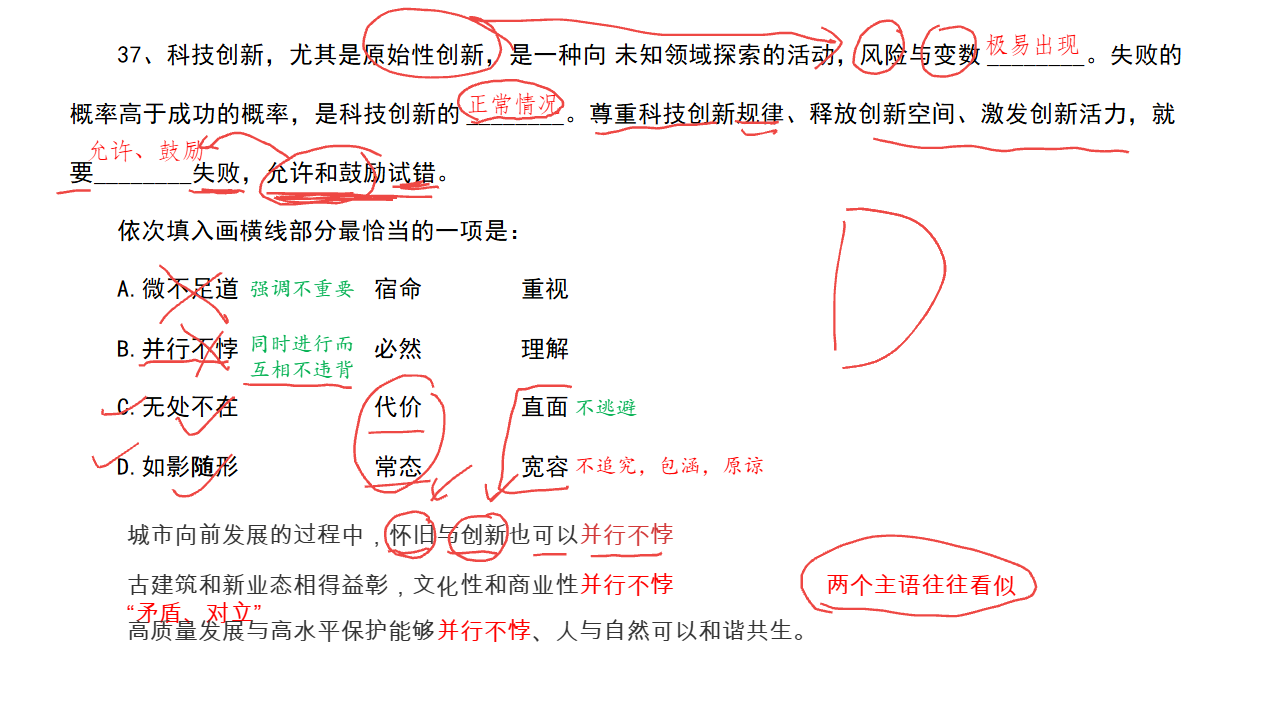 37、科技创新，尤其是原始性创新，是一种向 未知领域探索的活动，风险与变数 ________。失败的
极易出现
概率高于成功的概率，是科技创新的 ________。尊重科技创新规律、释放创新空间、激发创新活力，就
正常情况
允许、鼓励
要________失败，允许和鼓励试错。
依次填入画横线部分最恰当的一项是：
A.微不足道 强调不重要 宿命 重视
B.并行不悖 同时进行而 必然 理解
互相不违背
C.无处不在 代价 直面 不逃避
D.如影随形 常态 宽容 不追究，包涵，原谅
D
城市向前发展的过程中，怀旧与创新也可以并行不悖
古建筑和新业态相得益彰，文化性和商业性并行不悖
两个主语往往看似
“矛盾、对立”
高质量发展与高水平保护能够并行不悖、人与自然可以和谐共生。